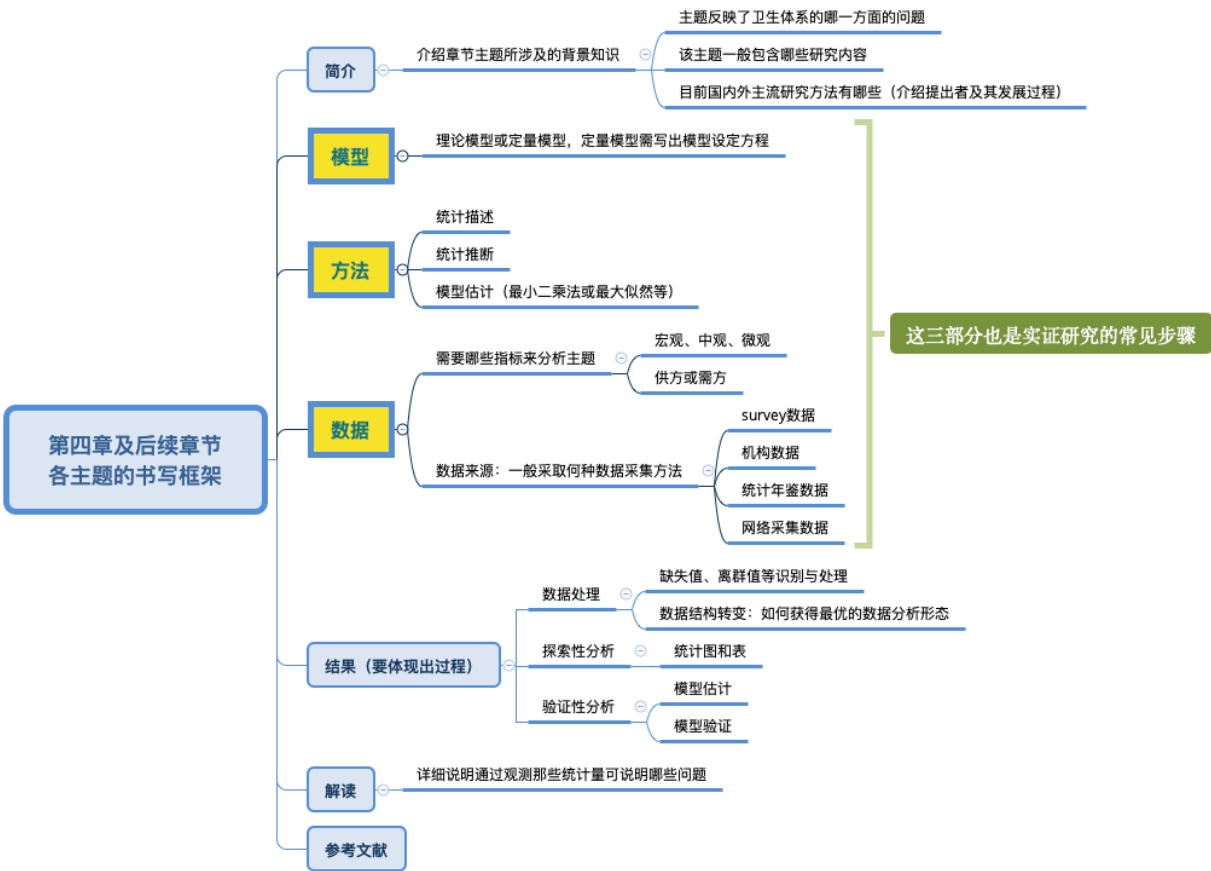 主题反映了卫生体系的哪一方面的问题
简介
介绍章节主题所涉及的背景知识
该主题一般包含哪些研究内容
目前国内外主流研究方法有哪些（介绍提出者及其发展过程）
模型
理论模型或定量模型，定量模型需写出模型设定方程
统计描述
方法
统计推断
模型估计（最小二乘法或最大似然等）
这三部分也是实证研究的常见步骤
需要哪些指标来分析主题
宏观、中观、微观
供方或需方
数据
survey数据
数据来源：一般采取何种数据采集方法
机构数据
统计年鉴数据
网络采集数据
第四章及后续章节
各主题的书写框架
数据处理
缺失值、离群值等识别与处理
数据结构转变：如何获得最优的数据分析形态
结果（要体现出过程）
探索性分析
统计图和表
验证性分析
模型估计
模型验证
解读
详细说明通过观测那些统计量可说明哪些问题
参考文献